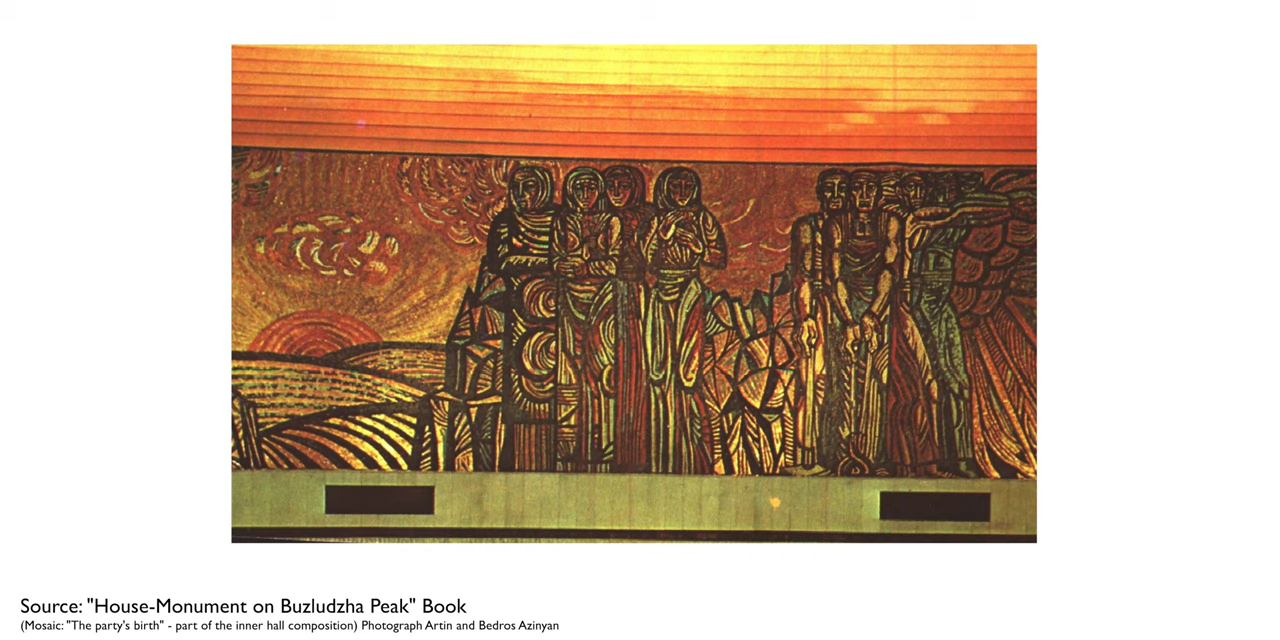 Source: "House-Monument on Buzludzha Peak" Book
(Mosaic: "The party's birth" - part of the inner hall composition) Photograph Artin and Bedros Azinyan